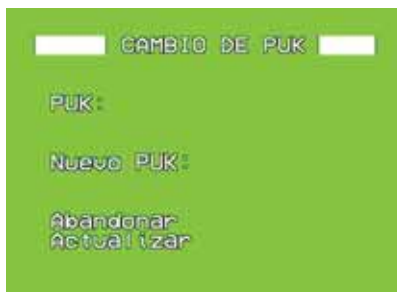 CAMBIO DE PUK
PUK:
Nuevo PUK:
Abandonar
Actualizar